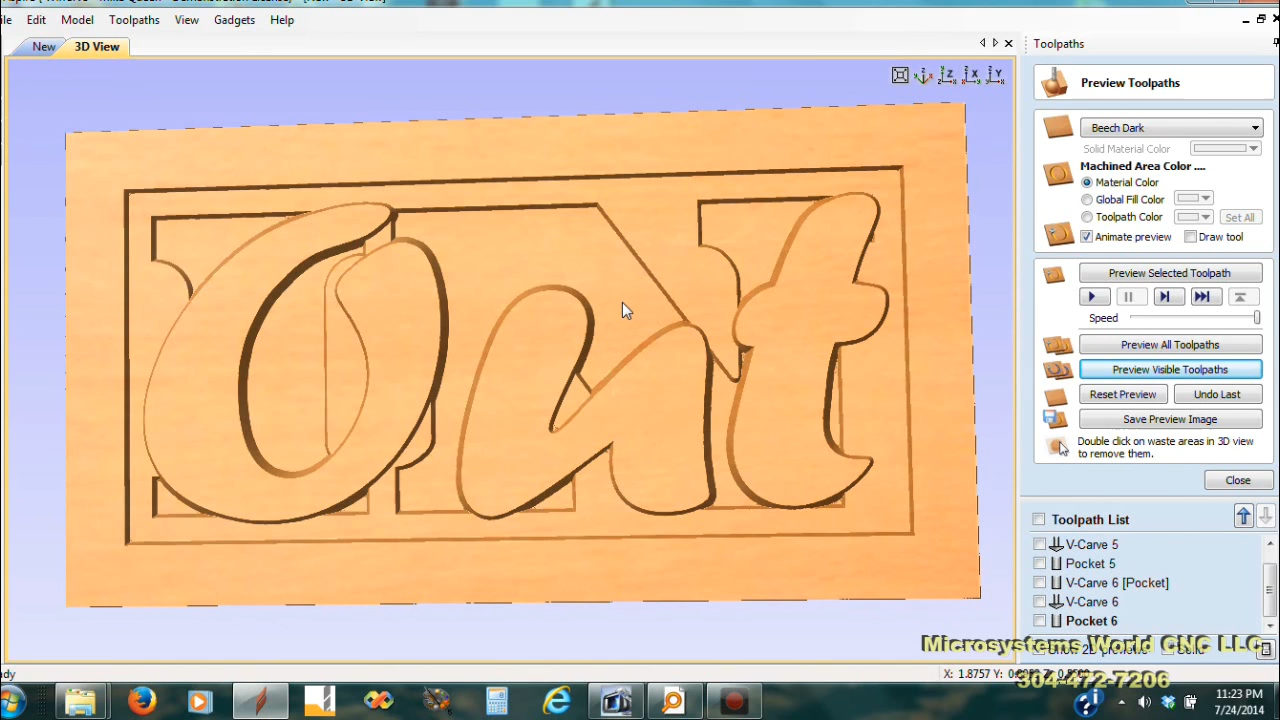 Edit Model Toolpaths View Gadgets Help
New 3D View
Toolpaths
Preview Toolpaths
Beech Dark
Solid Material Color
Machined Area Color ....
Material Color
Global Fill Color
Toolpath Color Set All
Animate preview Draw tool
Preview Selected Toolpath
Speed
Preview All Toolpaths
Preview Visible Toolpaths
Reset Preview Undo Last
Save Preview Image
Double click on waste areas in 3D view
to remove them.
Close
Out
Toolpath List
V-Carve 5
Pocket 5
V-Carve 6 [Pocket]
V-Carve 6
Pocket 6
Microsystems World CNC LLC
304-472-7206
X: 1.8757
11:23 PM
7/24/2014